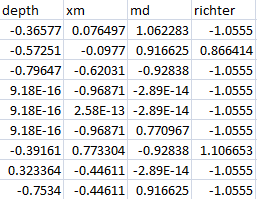 depth xm md richter
-0.36577 0.076497 1.062283 -1.0555
-0.57251 -0.0977 0.916625 0.866414
-0.79647 -0.62031 -0.92838 -1.0555
9.18E-16 -0.96871 -2.89E-14 -1.0555
9.18E-16 2.58E-13 -2.89E-14 -1.0555
9.18E-16 -0.96871 0.770967 -1.0555
-0.39161 0.773304 -0.92838 1.106653
0.323364 -0.44611 -2.89E-14 -1.0555
-0.7534 -0.44611 0.916625 -1.0555